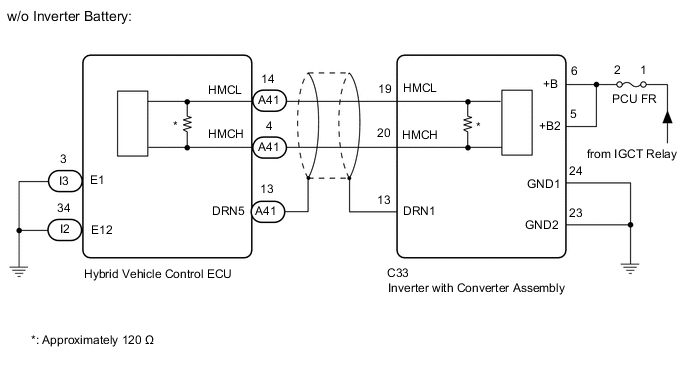 w/o Inverter Battery:
14
HMCL
A41
19
HMCL
6
+B
2
1
PCU FR
*
*
4
HMCH
A41
20
HMCH
5
+B2
from IGCT Relay
3
I3
E1
24
GND1
13
DRN5
A41
13
DRN1
34
I2
E12
23
GND2
Hybrid Vehicle Control ECU
C33
Inverter with Converter Assembly
*: Approximately 120 Ω